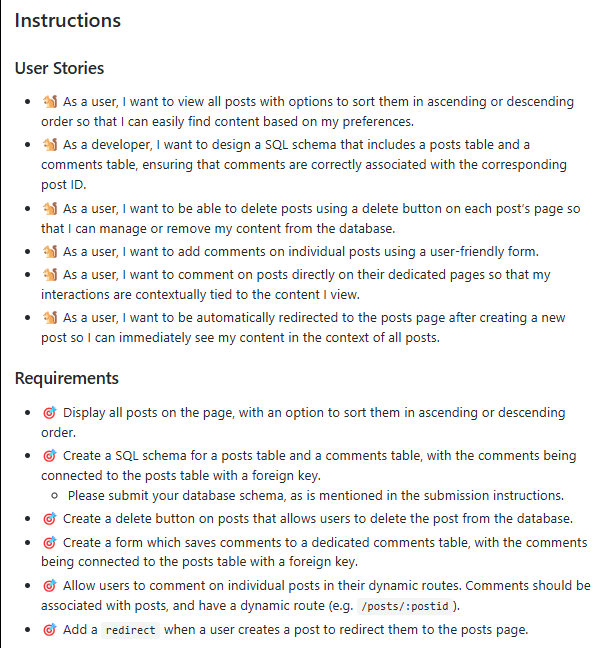 Instructions
User Stories
• 🐿️ As a user, I want to view all posts with options to sort them in ascending or descending
order so that I can easily find content based on my preferences.
• 🐿️ As a developer, I want to design a SQL schema that includes a posts table and a
comments table, ensuring that comments are correctly associated with the corresponding
post ID.
• 🐿️ As a user, I want to be able to delete posts using a delete button on each post’s page so
that I can manage or remove my content from the database.
• 🐿️ As a user, I want to add comments on individual posts using a user-friendly form.
• 🐿️ As a user, I want to comment on posts directly on their dedicated pages so that my
interactions are contextually tied to the content I view.
• 🐿️ As a user, I want to be automatically redirected to the posts page after creating a new
post so I can immediately see my content in the context of all posts.
Requirements
• 🎯 Display all posts on the page, with an option to sort them in ascending or descending
order.
• 🎯 Create a SQL schema for a posts table and a comments table, with the comments being
connected to the posts table with a foreign key.
○ Please submit your database schema, as is mentioned in the submission instructions.
• 🎯 Create a delete button on posts that allows users to delete the post from the database.
• 🎯 Create a form which saves comments to a dedicated comments table, with the comments
being connected to the posts table with a foreign key.
• 🎯 Allow users to comment on individual posts in their dynamic routes. Comments should be
associated with posts, and have a dynamic route (e.g. /posts/:postid ).
• 🎯 Add a redirect when a user creates a post to redirect them to the posts page.